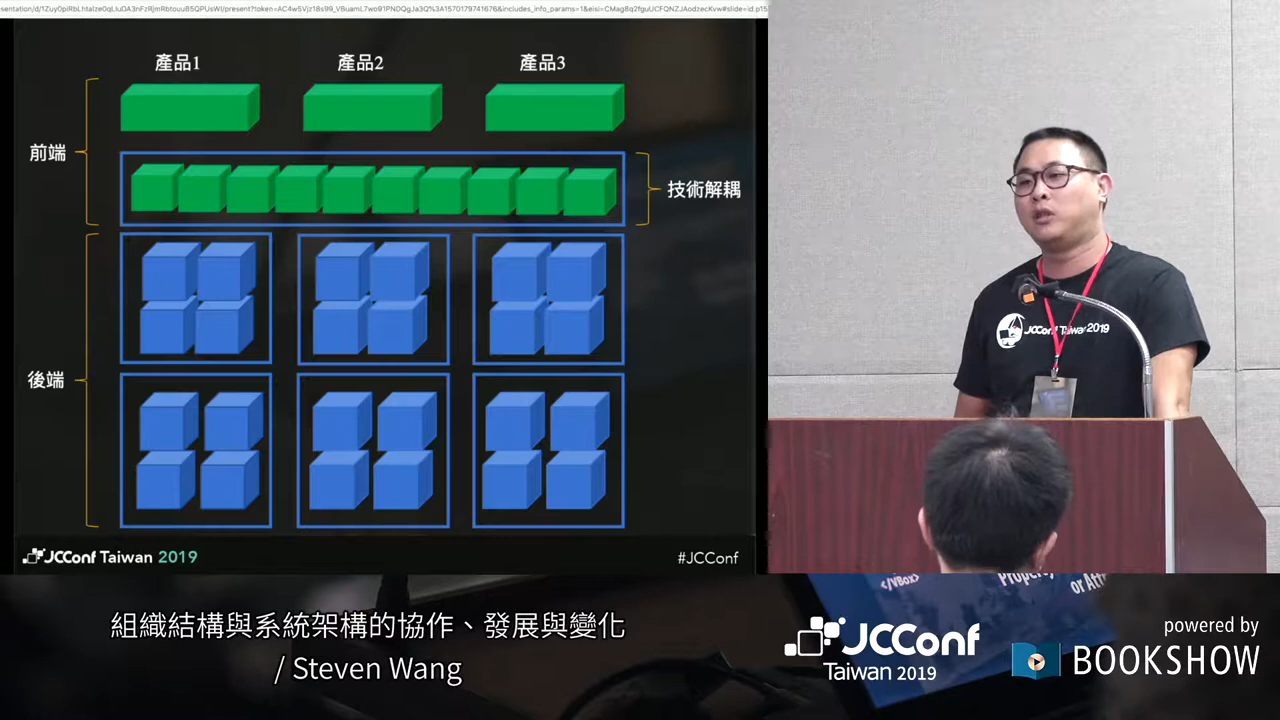 產品1
產品2
產品3
前端
技術解耦
後端
JCConf Taiwan 2019
#JCConf
JCConf Taiwan 2019
</VBox>
組織結構與系統架構的協作、發展與變化
/ Steven Wang
JCConf
Taiwan 2019
powered by
BOOKSHOW